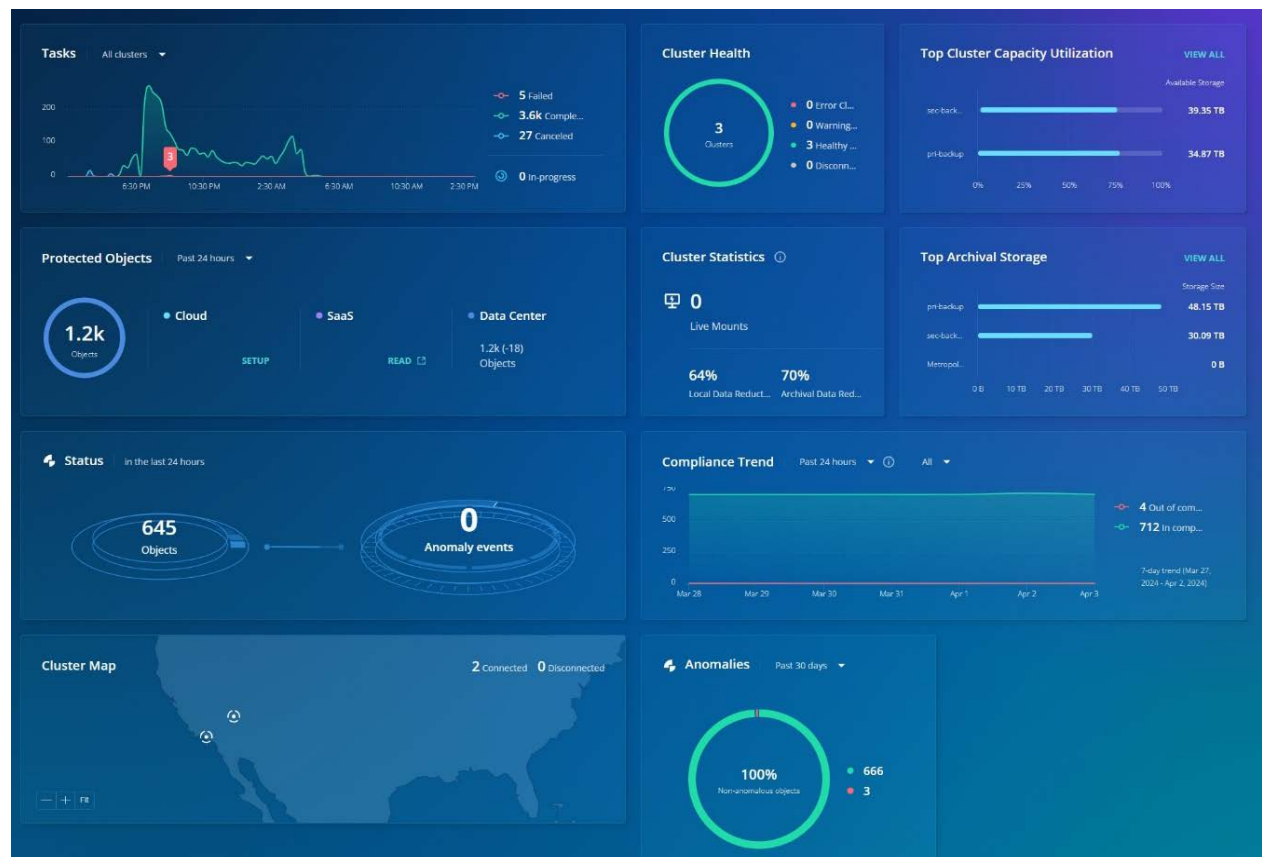 Tasks All clusters
200
100
0
3
6:30 PM 10:30 PM 2:30 AM 6:30 AM 10:30 AM 2:30 PM
5 Failed
3.6k Comple...
27 Canceled
0 In-progress
Cluster Health
3
Clusters
0 Error Cl...
0 Warning...
3 Healthy ...
0 Disconn...
Top Cluster Capacity Utilization VIEW ALL
Available Storage
sec-back... 39.35 TB
pri-backup 34.87 TB
0% 25% 50% 75% 100%
Protected Objects Past 24 hours
1.2k
Objects
Cloud
SETUP
SaaS
READ
Data Center
1.2k (-18)
Objects
Cluster Statistics
0
Live Mounts
64% 70%
Local Data Reduct... Archival Data Red...
Top Archival Storage VIEW ALL
Storage Size
pri-backup 48.15 TB
sec-back... 30.09 TB
Metropol... 0 B
0 B 10 TB 20 TB 30 TB 40 TB 50 TB
Status in the last 24 hours
645
Objects
0
Anomaly events
Compliance Trend Past 24 hours All
750
500
250
0
Mar 28 Mar 29 Mar 30 Mar 31 Apr 1 Apr 2 Apr 3
4 Out of com...
712 In comp...
7-day trend (Mar 27,
2024 - Apr 2, 2024)
Cluster Map 2 Connected 0 Disconnected
Fit
Anomalies Past 30 days
100%
Non-anomalous objects
666
3